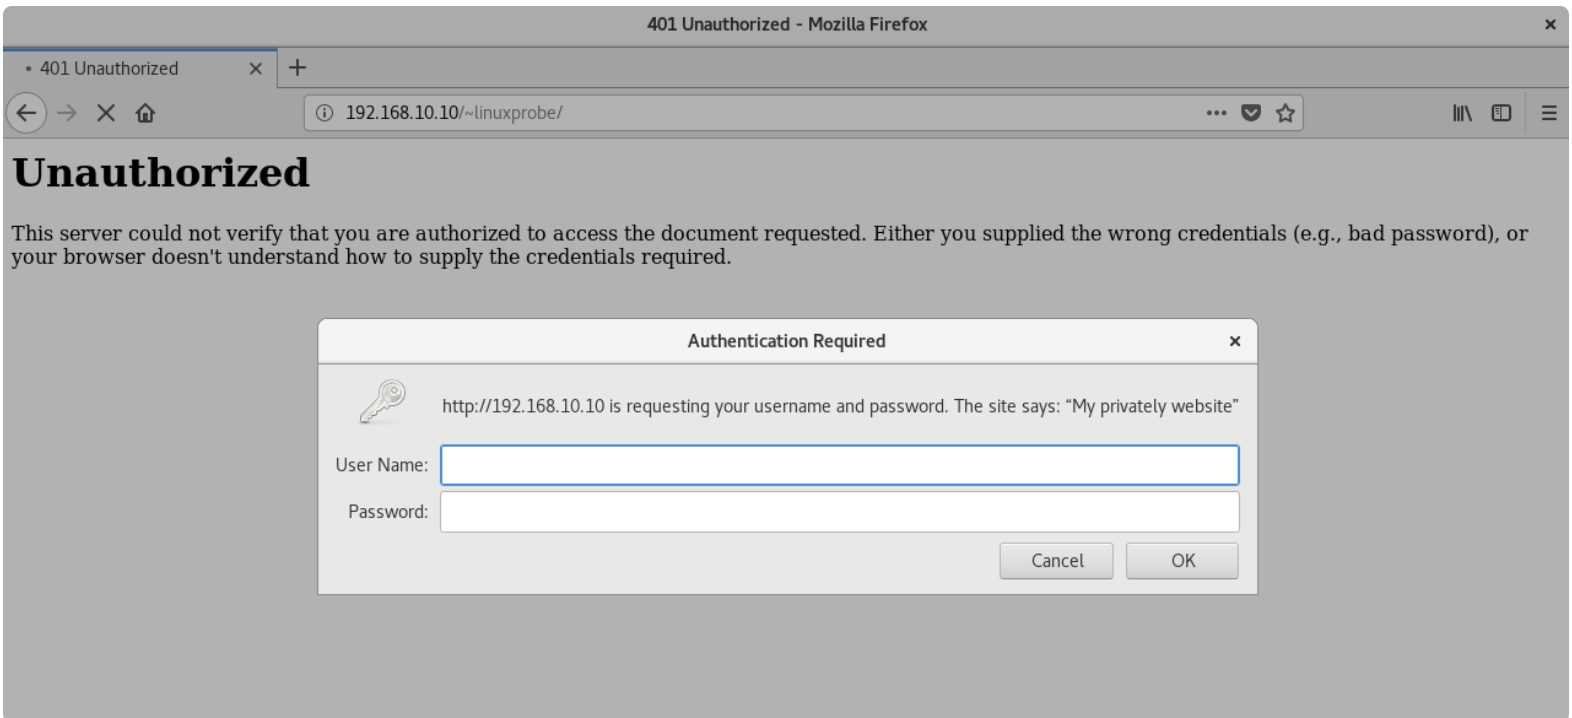 401 Unauthorized - Mozilla Firefox
401 Unauthorized
192.168.10.10/~linuxprobe/
Unauthorized
This server could not verify that you are authorized to access the document requested. Either you supplied the wrong credentials (e.g., bad password), or
your browser doesn't understand how to supply the credentials required.
Authentication Required
http://192.168.10.10 is requesting your username and password. The site says: “My privately website”
User Name:
Password:
Cancel OK